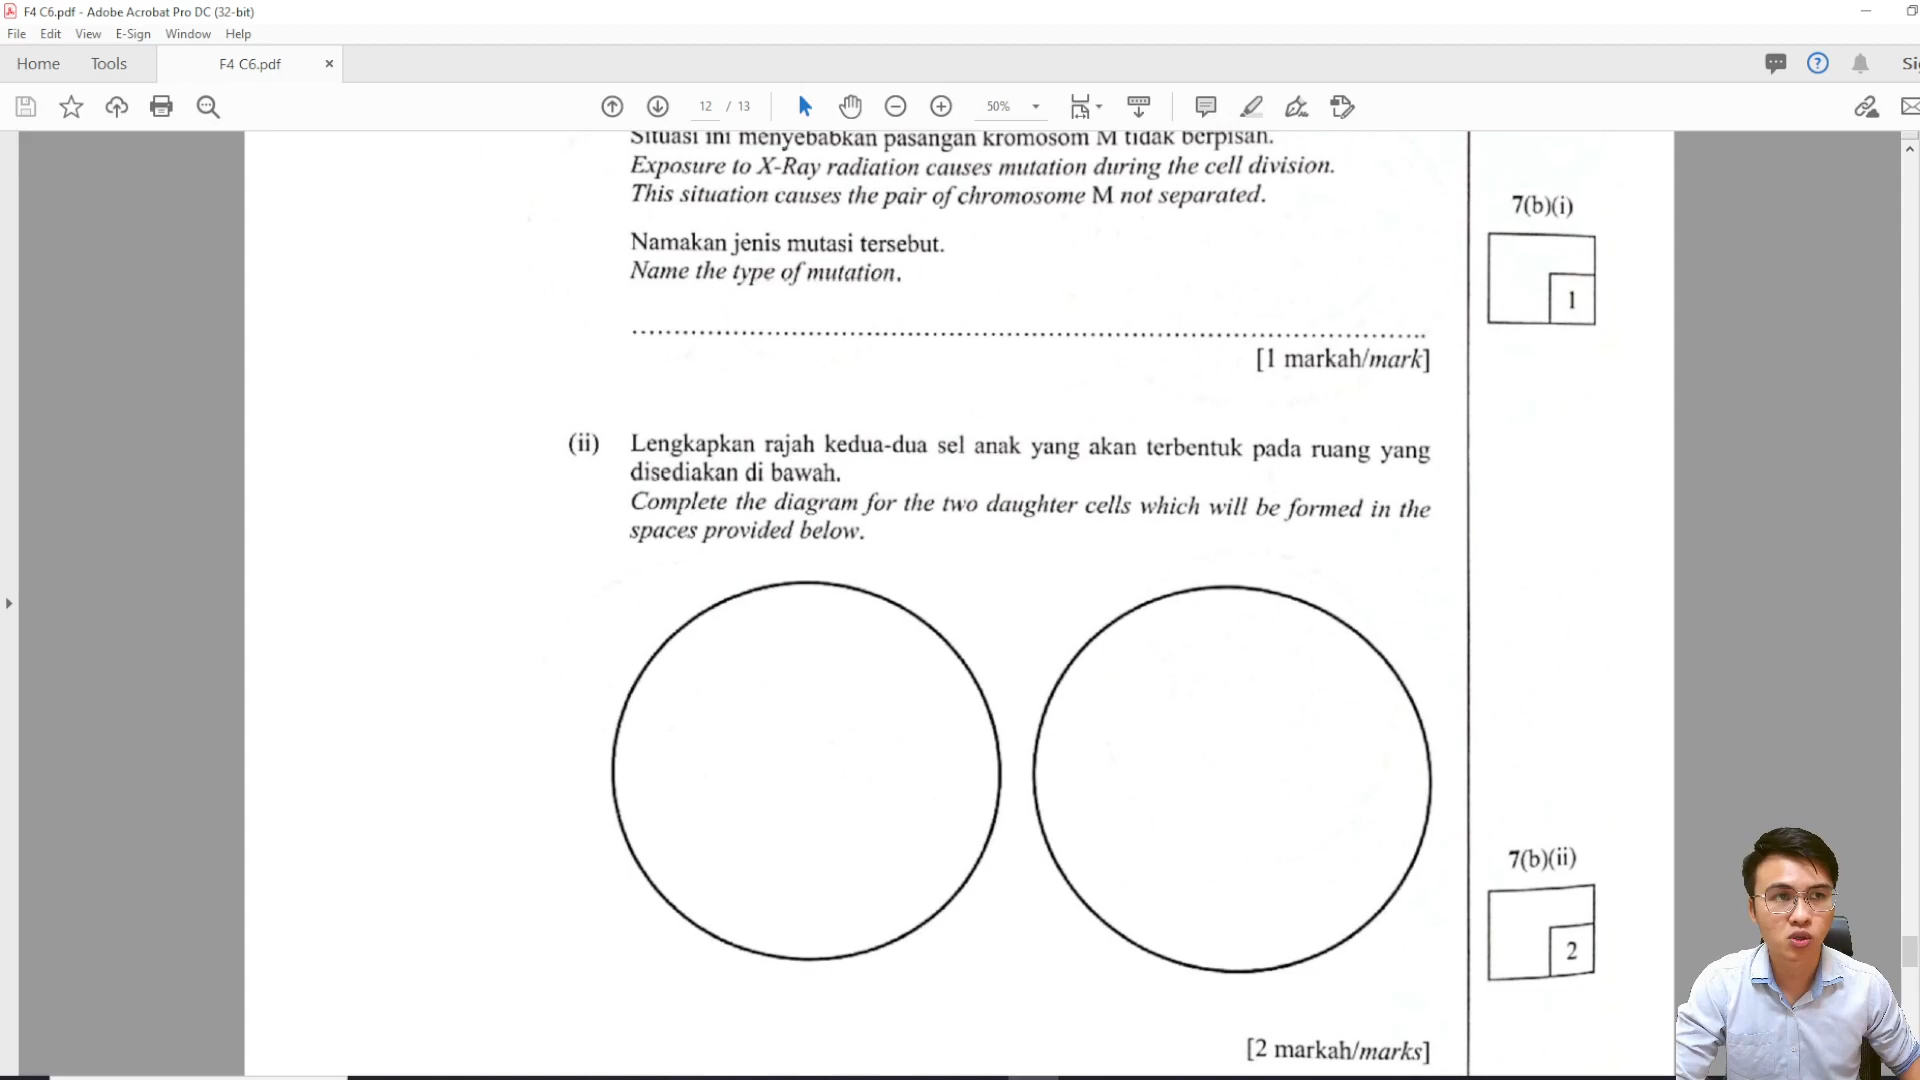 F4 C6.pdf - Adobe Acrobat Pro DC (32-bit)
File Edit View E-Sign Window Help
Home Tools F4 C6.pdf ×
12 / 13 50%
Situasi ini menyebabkan pasangan kromosom M tidak berpisah.
Exposure to X-Ray radiation causes mutation during the cell division.
This situation causes the pair of chromosome M not separated.
7(b)(i)
Namakan jenis mutasi tersebut.
Name the type of mutation.
1
[1 markah/mark]
(ii) Lengkapkan rajah kedua-dua sel anak yang akan terbentuk pada ruang yang
disediakan di bawah.
Complete the diagram for the two daughter cells which will be formed in the
spaces provided below.
7(b)(ii)
2
[2 markah/marks]